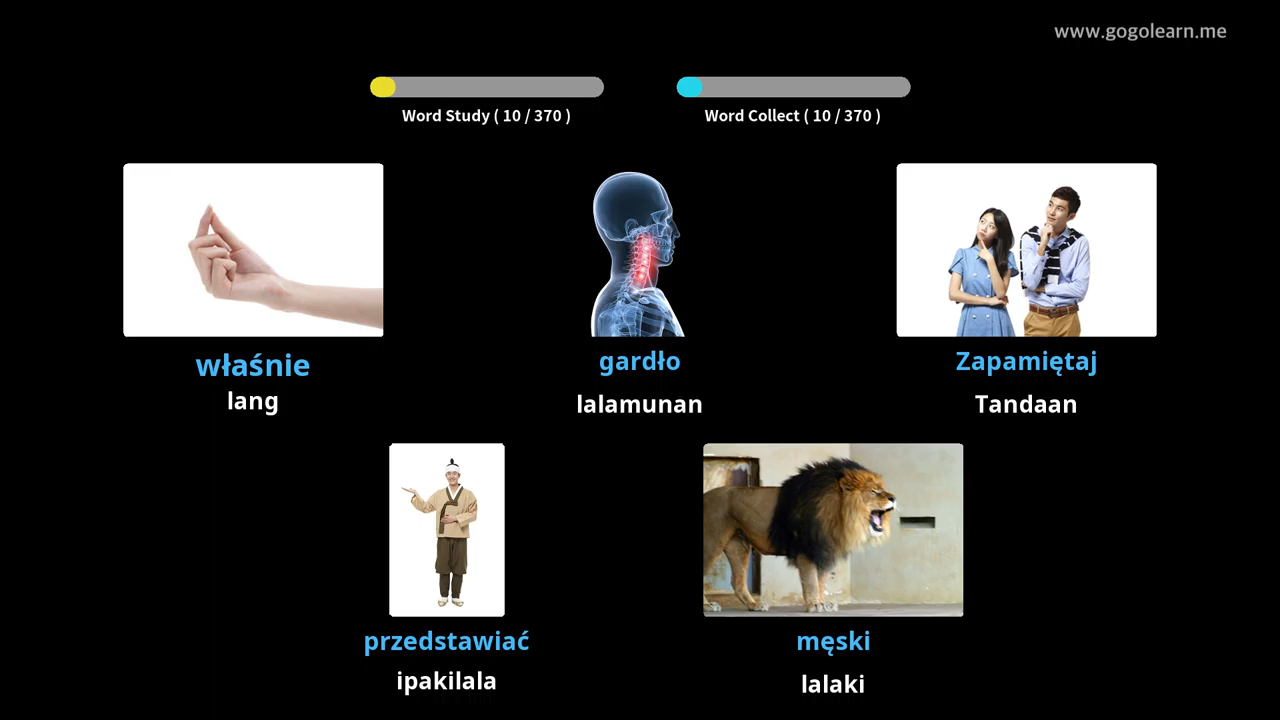 www.gogolearn.me
Word Study ( 10 / 370 )
Word Collect ( 10 / 370 )
właśnie
lang
gardło
lalamunan
Zapamiętaj
Tandaan
przedstawiać
ipakilala
męski
lalaki